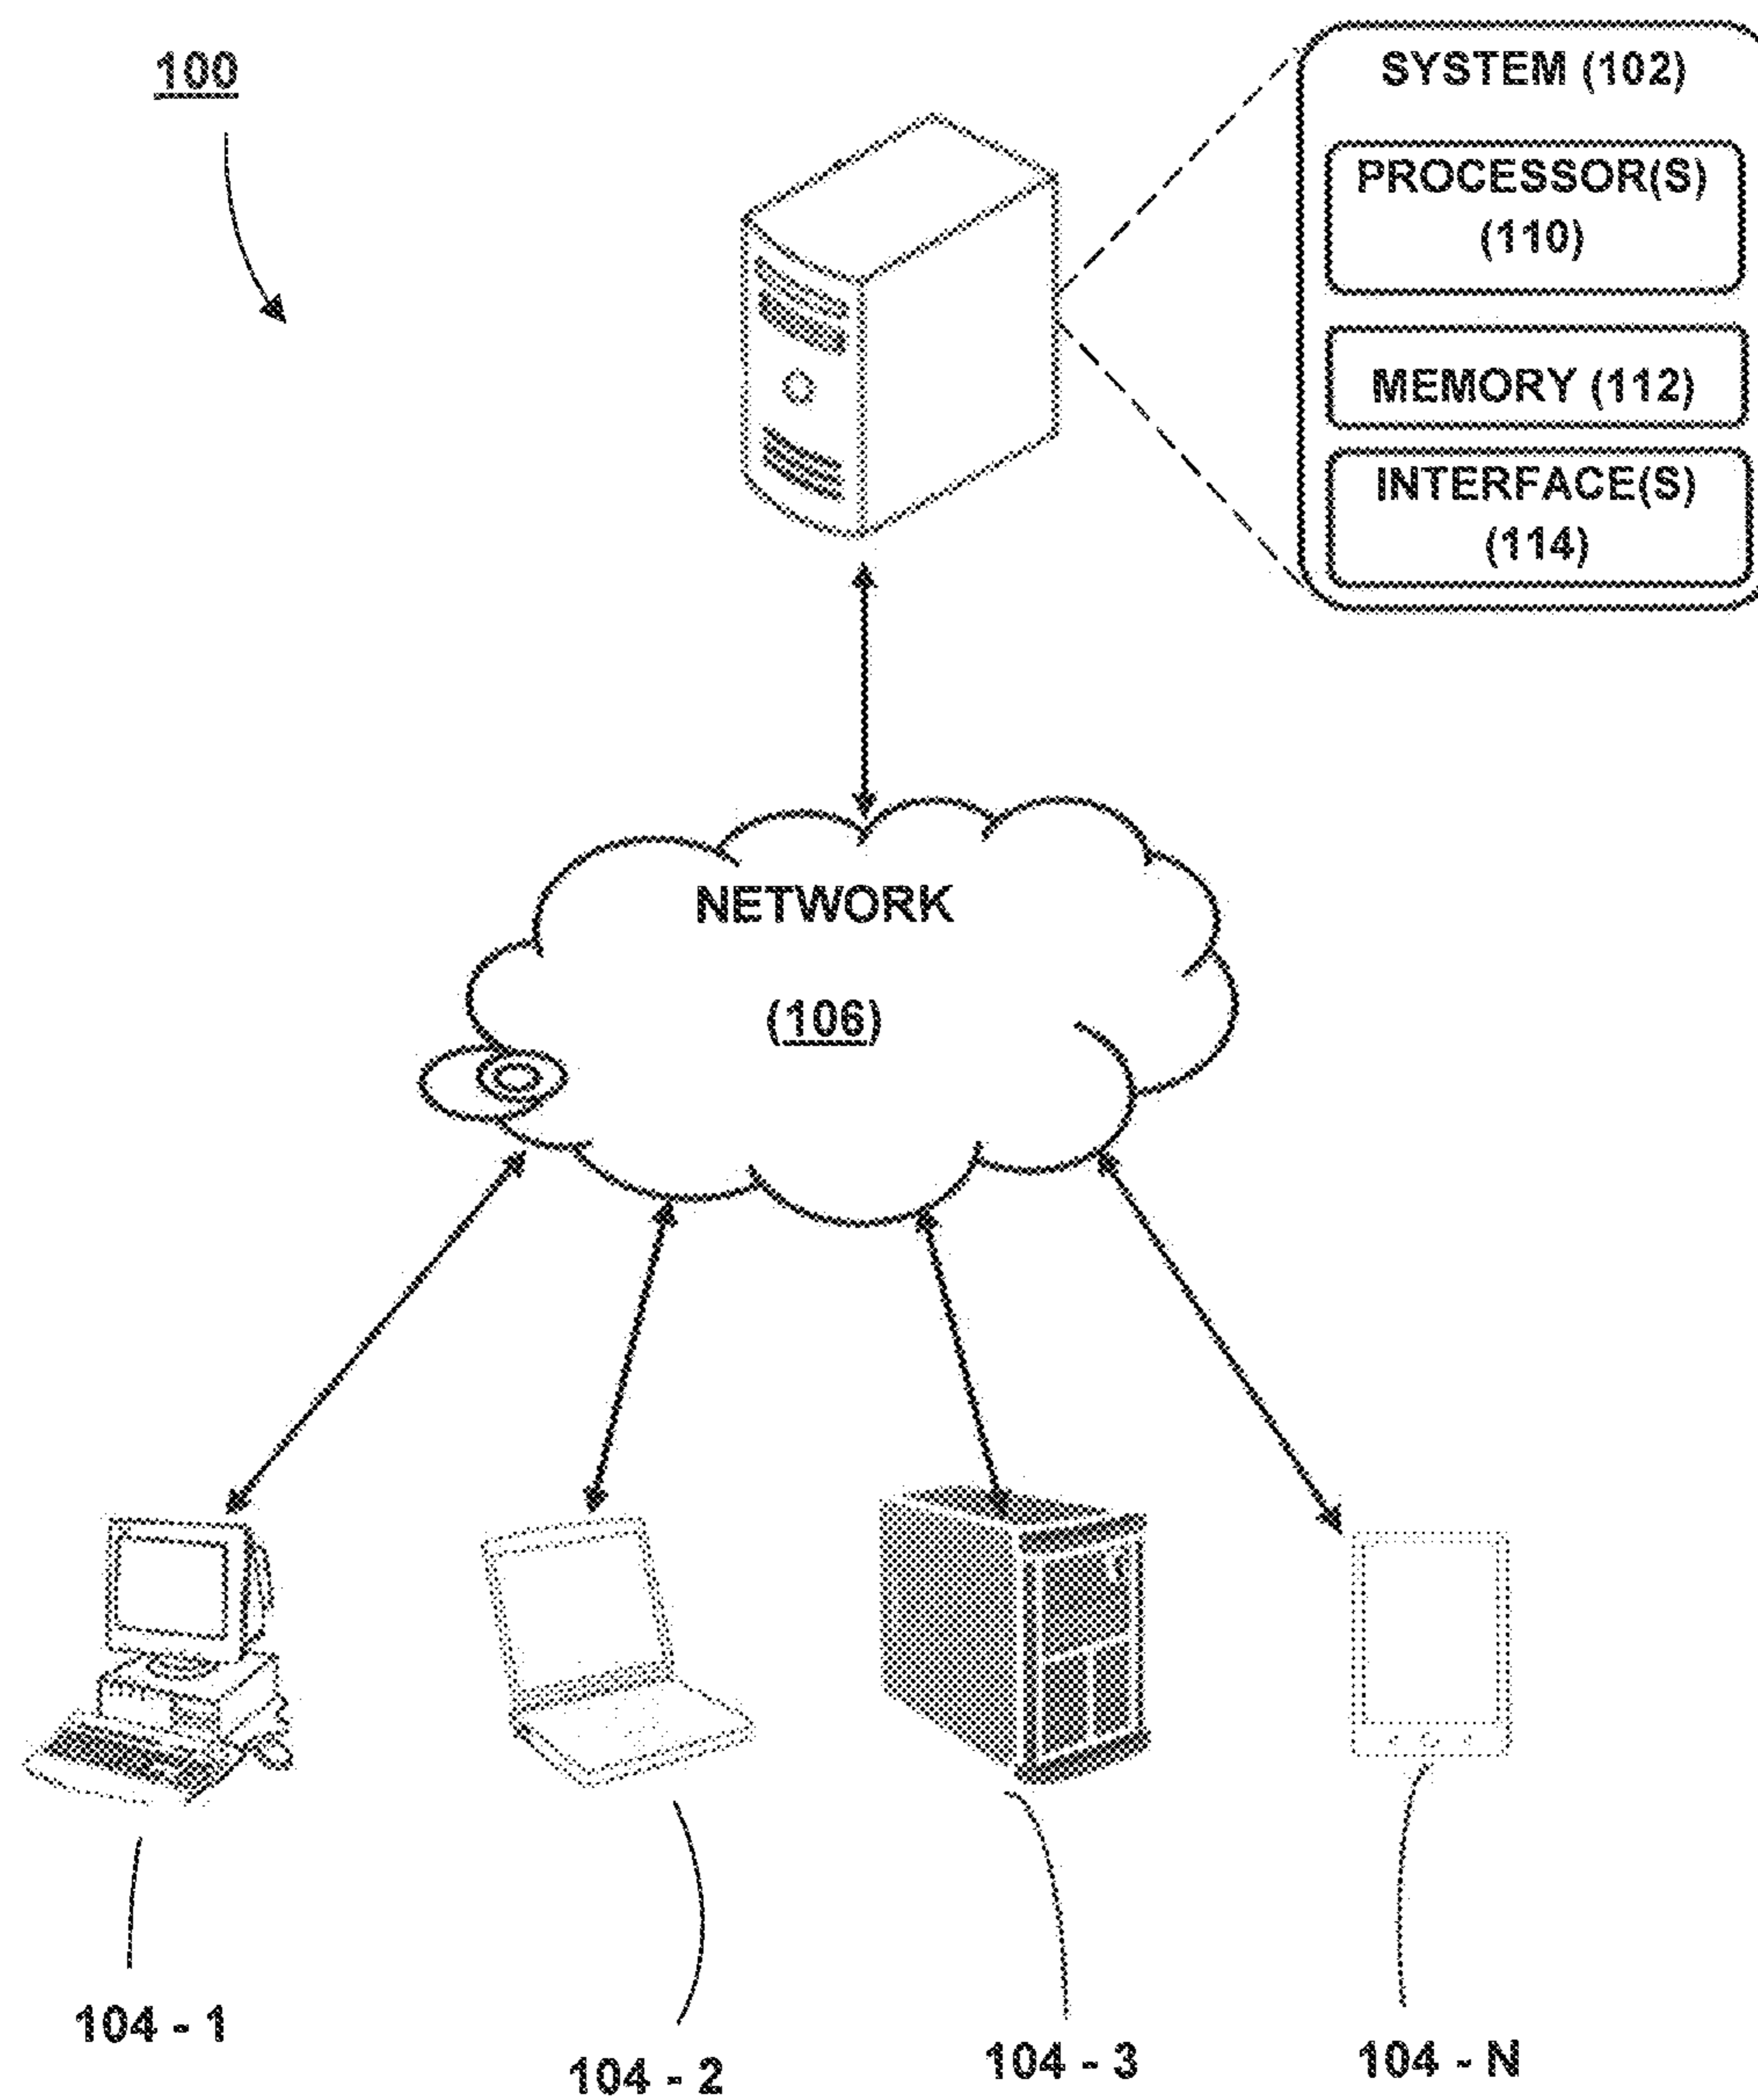 100
SYSTEM (102)
PROCESSOR(S)
(110)
MEMORY (112)
INTERFACE(S)
(114)
NETWORK
(106)
104 - 1
104 - 2
104 - 3
104 - N